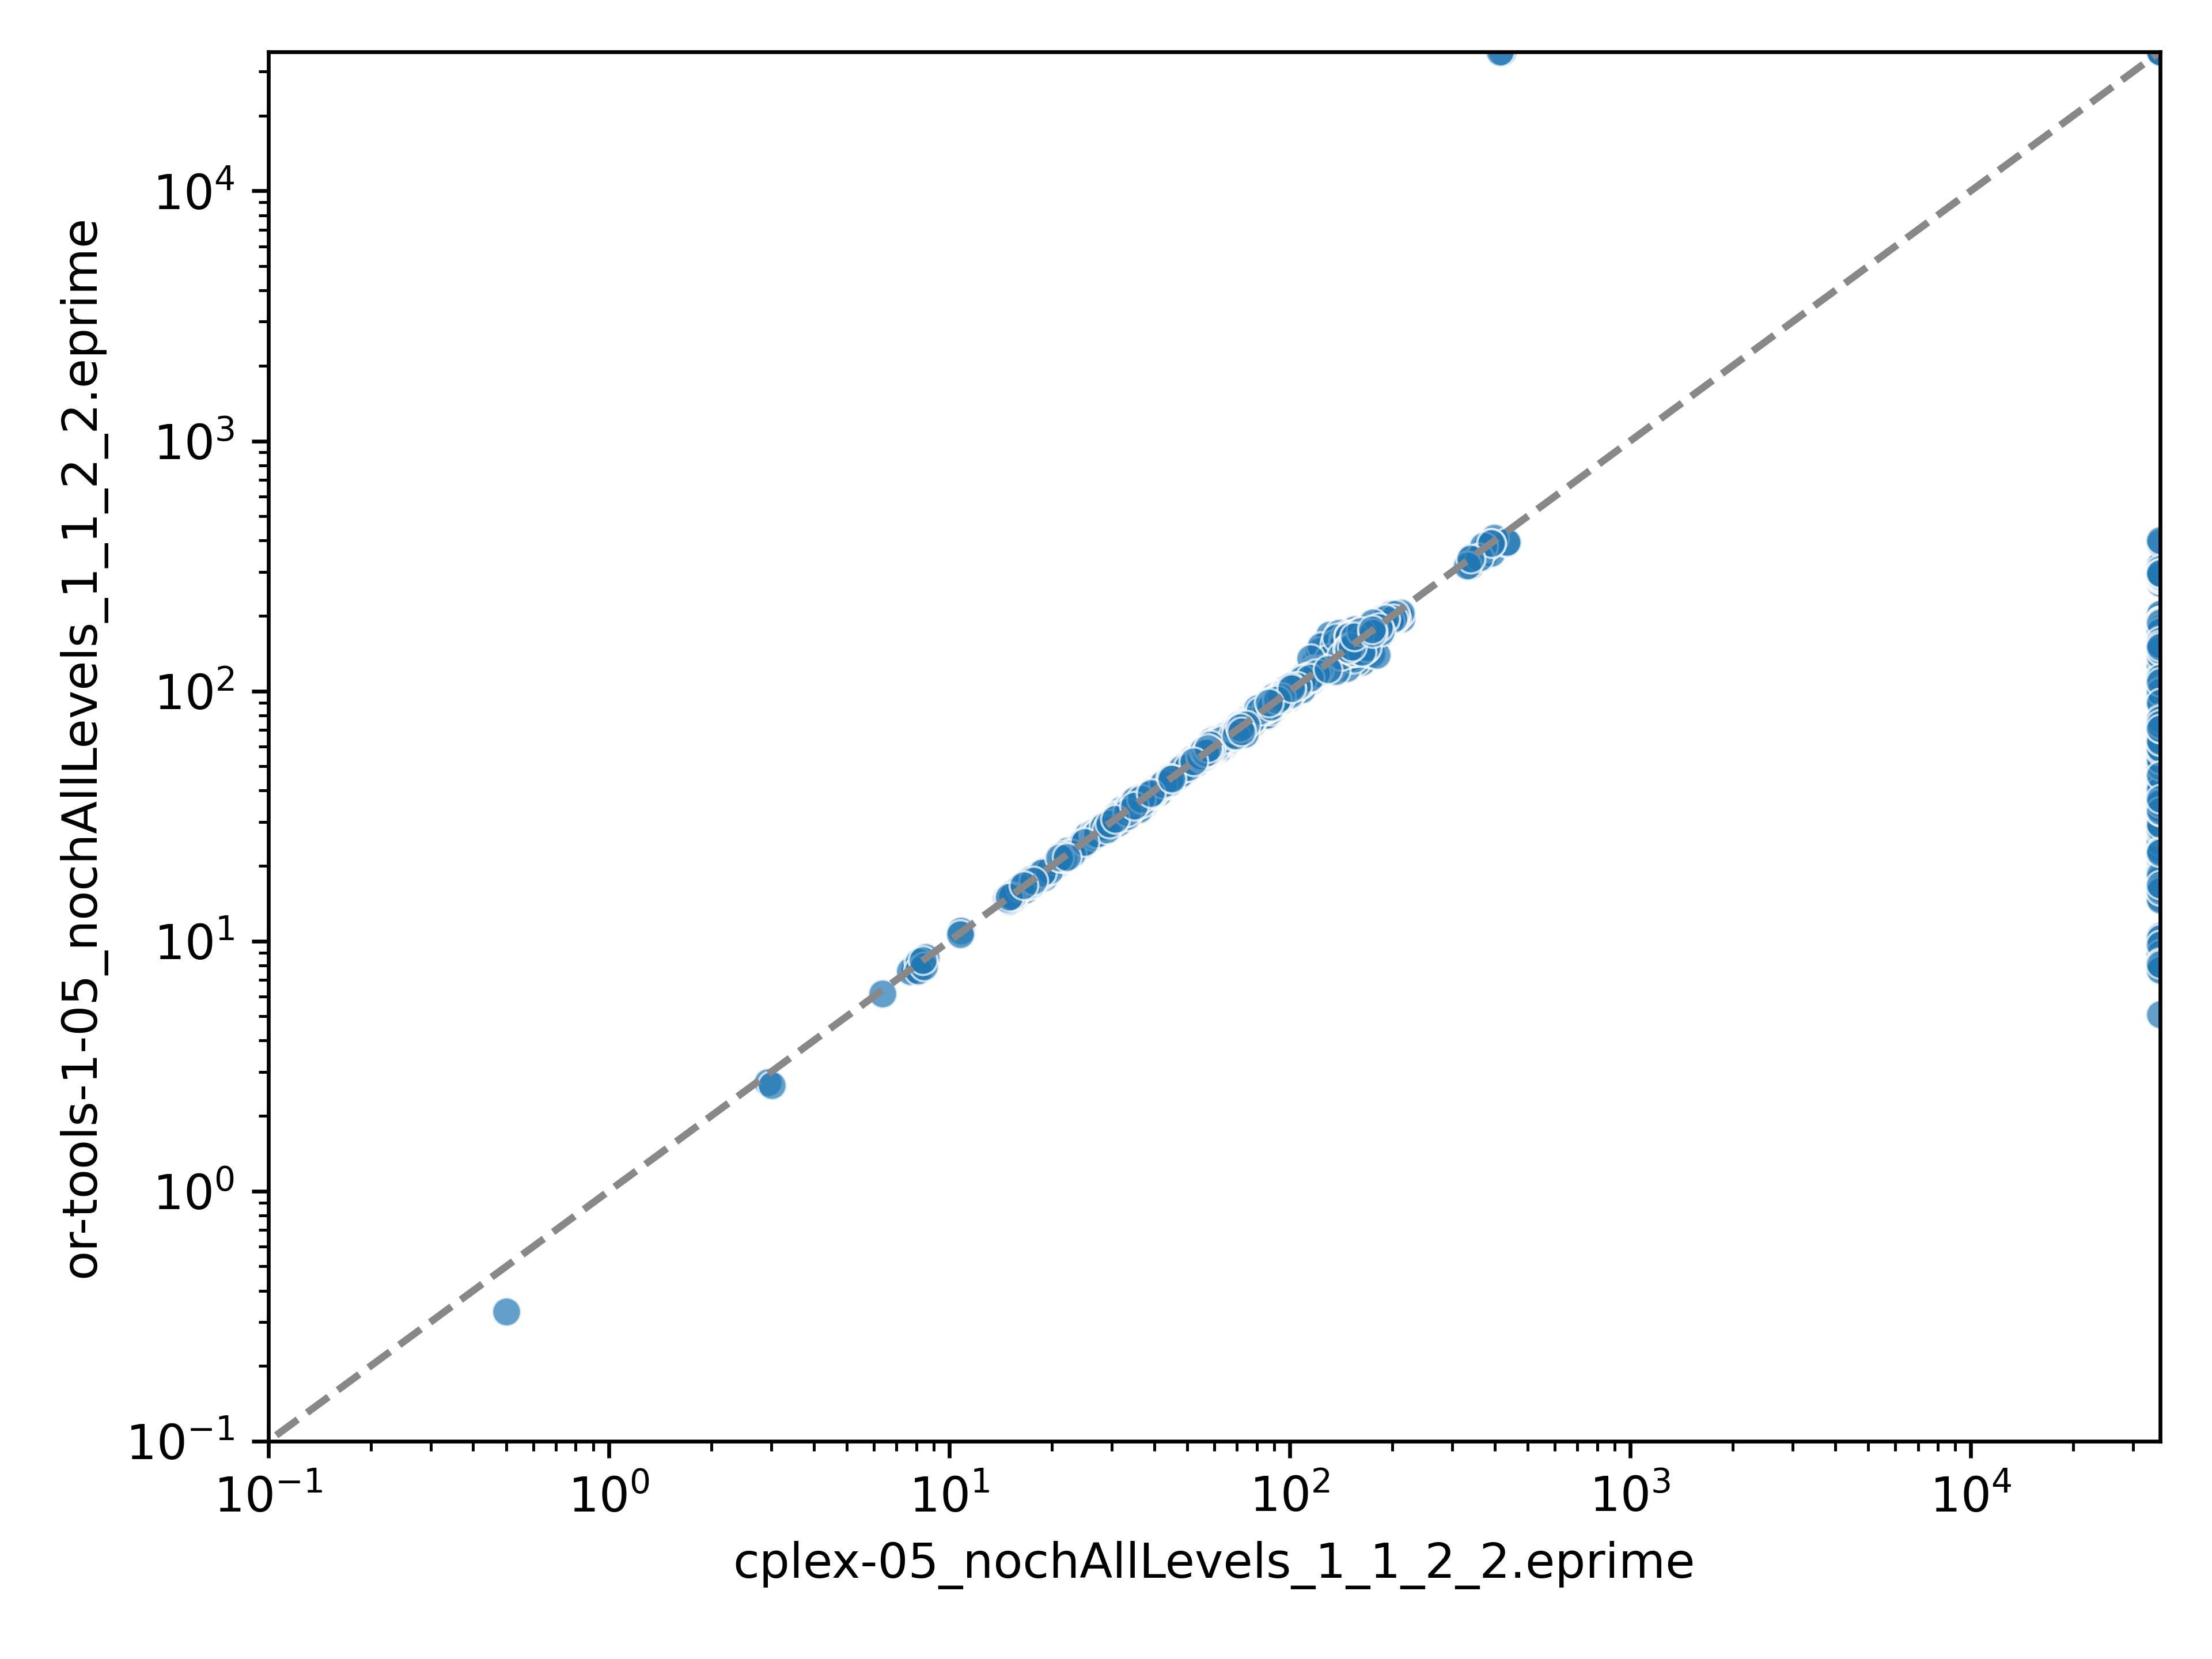 10⁴
10³
10²
10¹
10⁰
10⁻¹
or-tools-1-05_nochAllLevels_1_1_2_2.eprime
10⁻¹ 10⁰ 10¹ 10² 10³ 10⁴
cplex-05_nochAllLevels_1_1_2_2.eprime